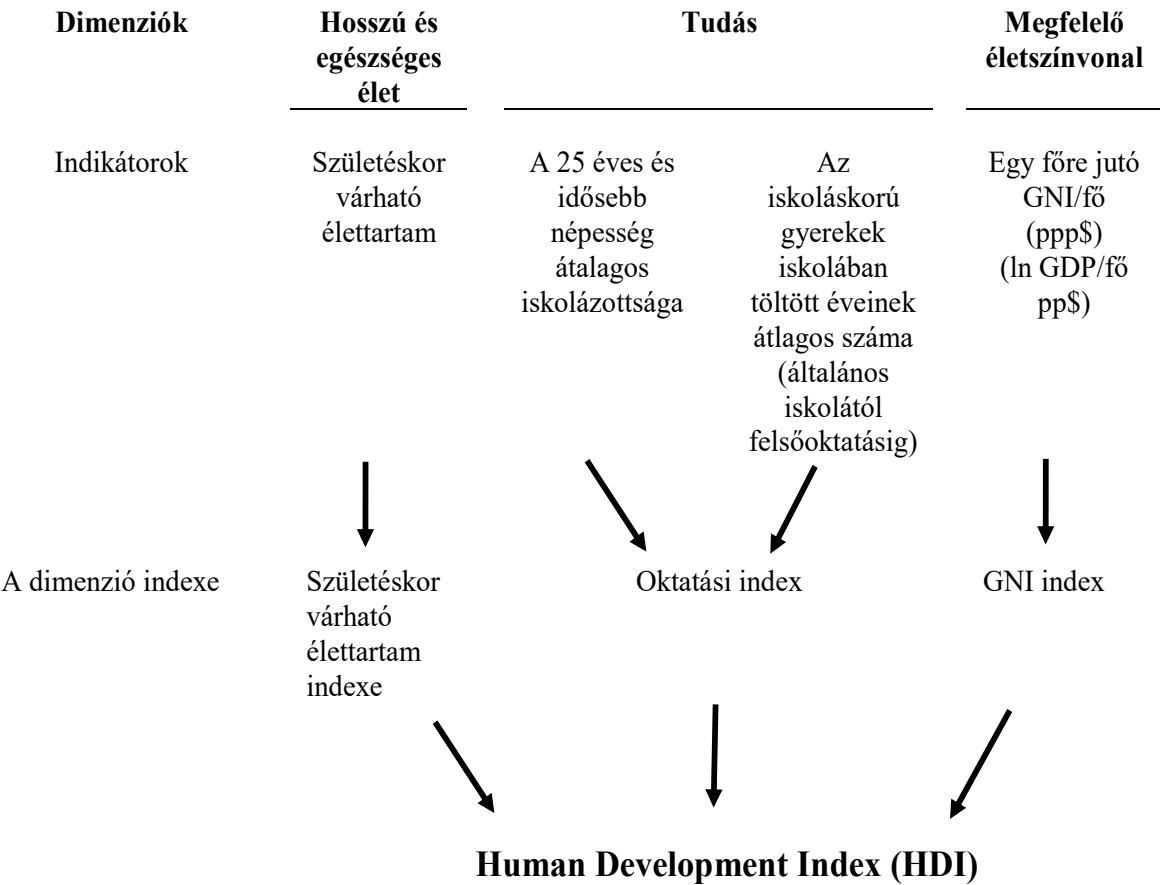 Dimenziók
Hosszú és
egészséges
élet
Tudás
Megfelelő
életszínvonal
Indikátorok
Születéskor
várható
élettartam
A 25 éves és
idősebb
népesség
átalagos
iskolázottsága
Az
iskoláskorú
gyerekek
iskolában
töltött éveinek
átlagos száma
(általános
iskolától
felsőoktatásig)
Egy főre jutó
GNI/fő
(ppp$)
(ln GDP/fő
pp$)
A dimenzió indexe
Születéskor
várható
élettartam
indexe
Oktatási index
GNI index
Human Development Index (HDI)